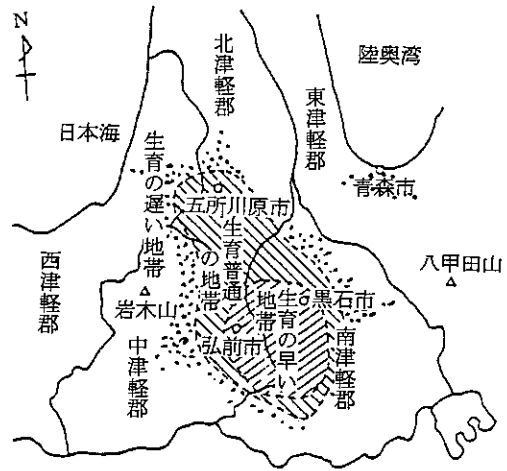 N
北津軽郡
陸奥湾
東津軽郡
日本海
生育の遅い地帯
青森市
五所川原市
西津軽郡
生育普通の地帯
八甲田山
生育の早い地帯
黒石市
岩木山
弘前市
中津軽郡
南津軽郡